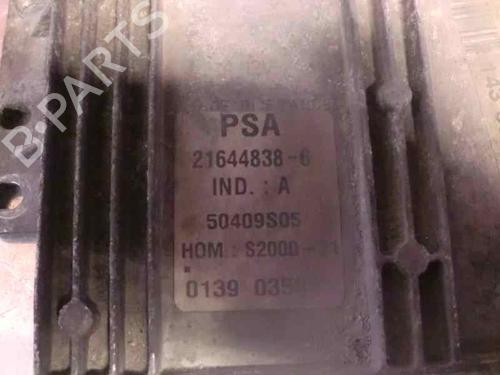 B-PARTS
PSA
21644838-6
IND. : A
50409S05
HOM.: S2000-
0139